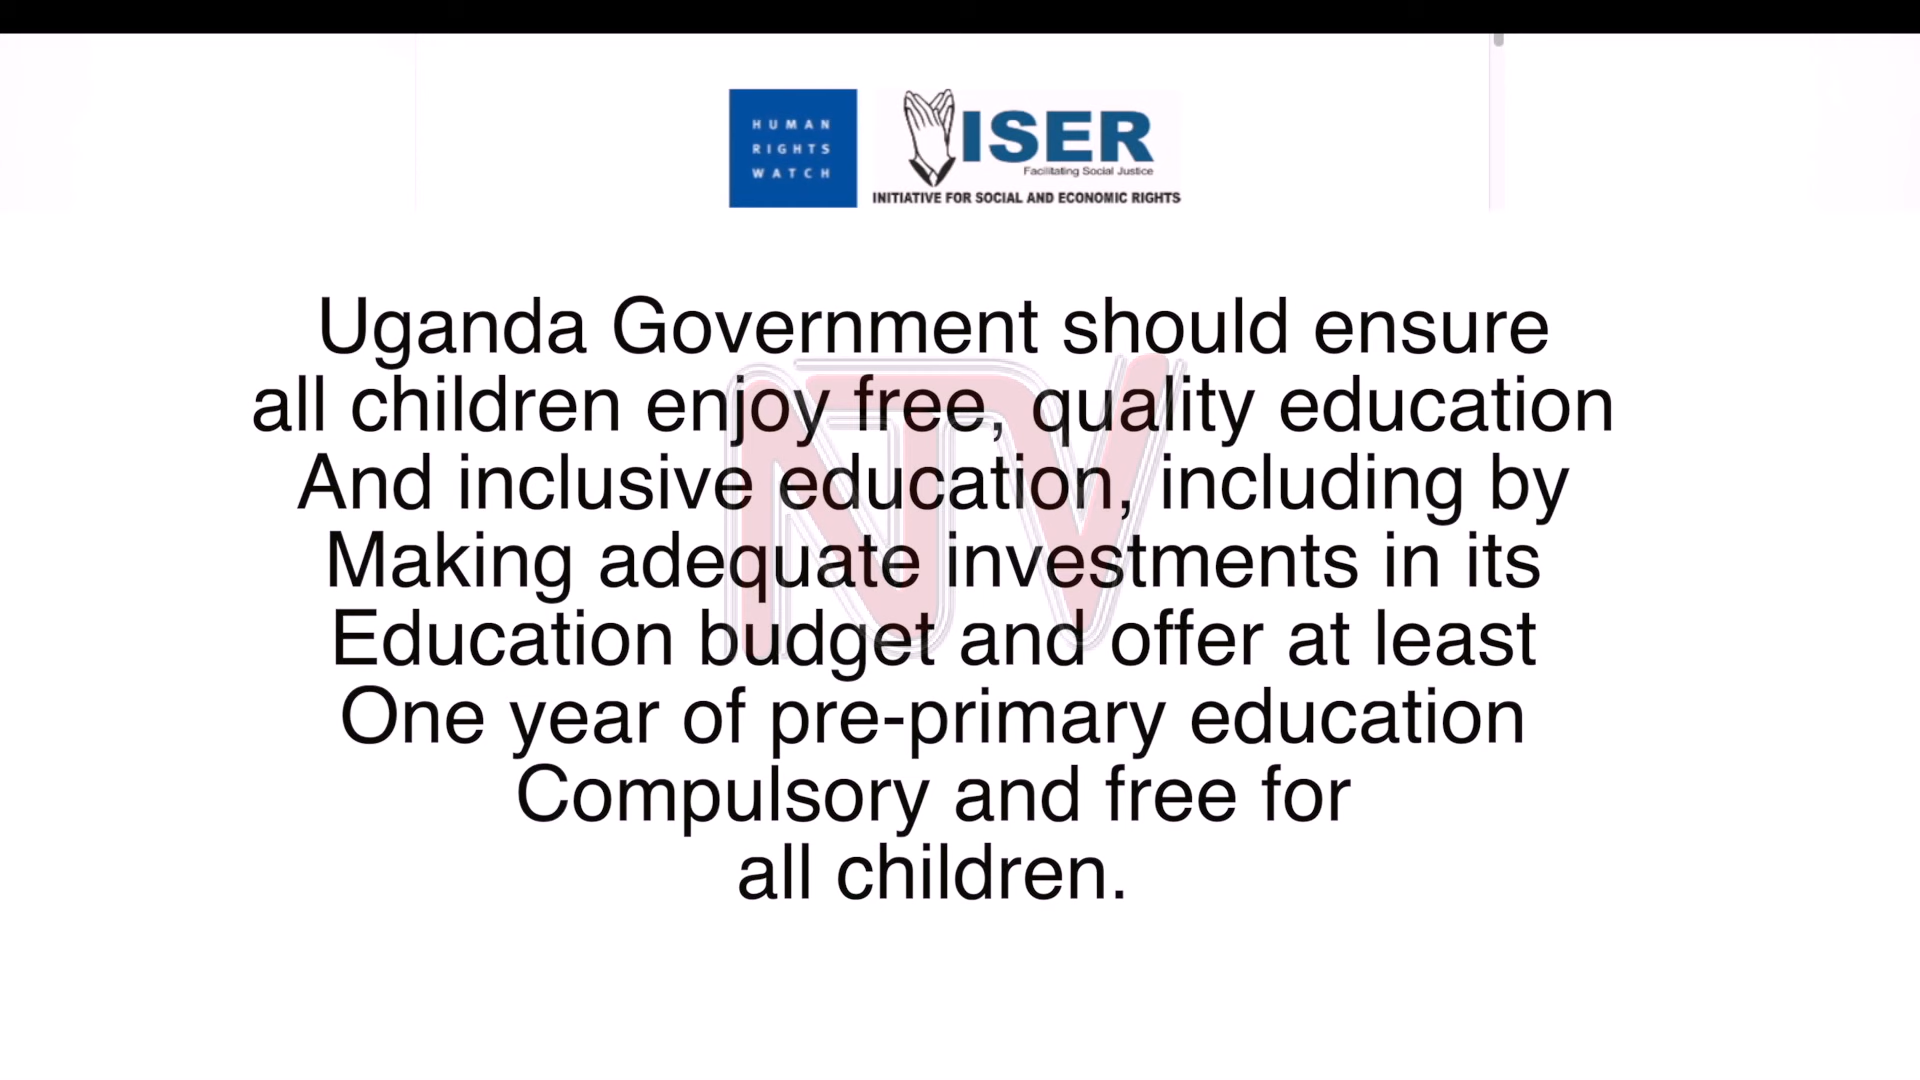 HUMAN
RIGHTS
WATCH
ISER
Facilitating Social Justice
INITIATIVE FOR SOCIAL AND ECONOMIC RIGHTS
Uganda Government should ensure
all children enjoy free, quality education
And inclusive education, including by
Making adequate investments in its
Education budget and offer at least
One year of pre-primary education
Compulsory and free for
all children.
NTV